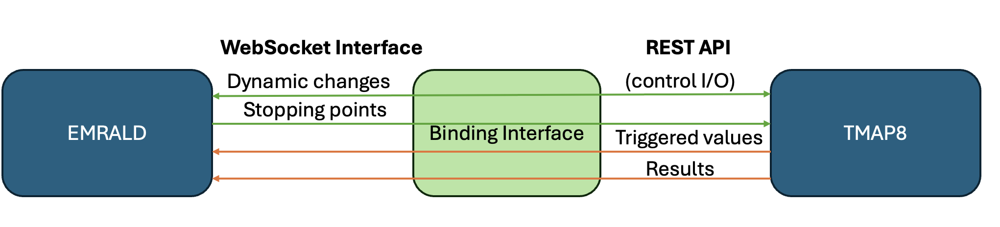 WebSocket Interface
REST API
Dynamic changes
(control I/O)
Stopping points
EMRALD
Binding Interface
Triggered values
TMAP8
Results